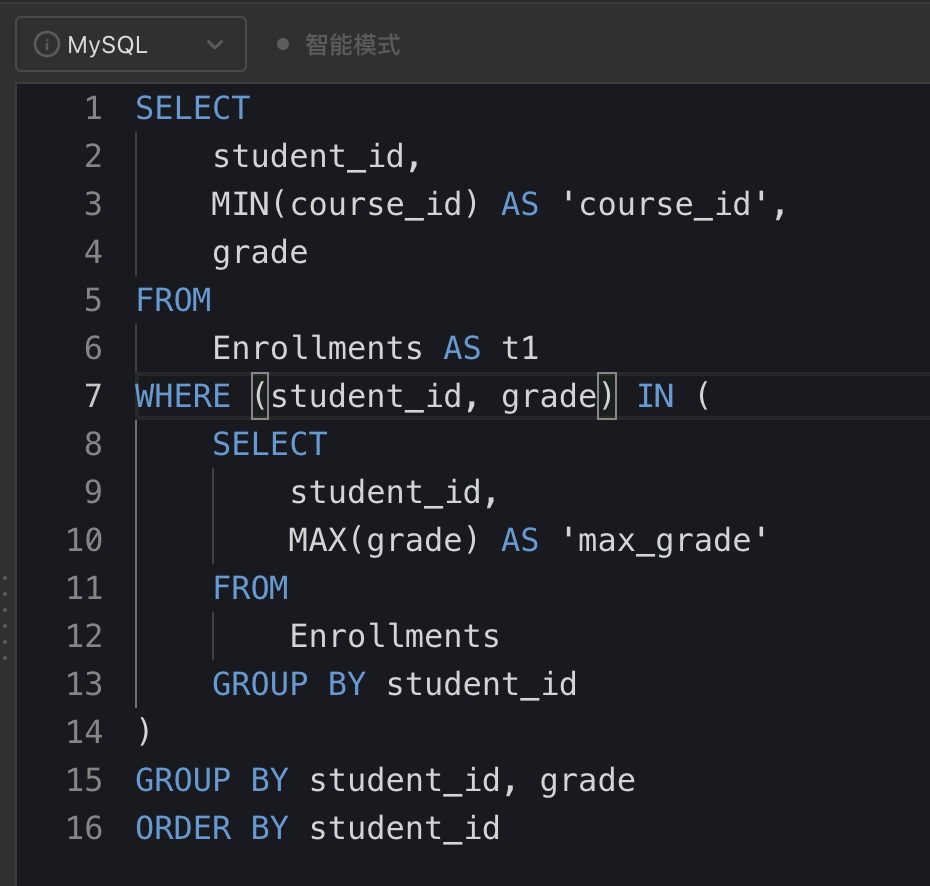 MySQL 智能模式
1 SELECT
2 student_id,
3 MIN(course_id) AS 'course_id',
4 grade
5 FROM
6 Enrollments AS t1
7 WHERE (student_id, grade) IN (
8 SELECT
9 student_id,
10 MAX(grade) AS 'max_grade'
11 FROM
12 Enrollments
13 GROUP BY student_id
14 )
15 GROUP BY student_id, grade
16 ORDER BY student_id